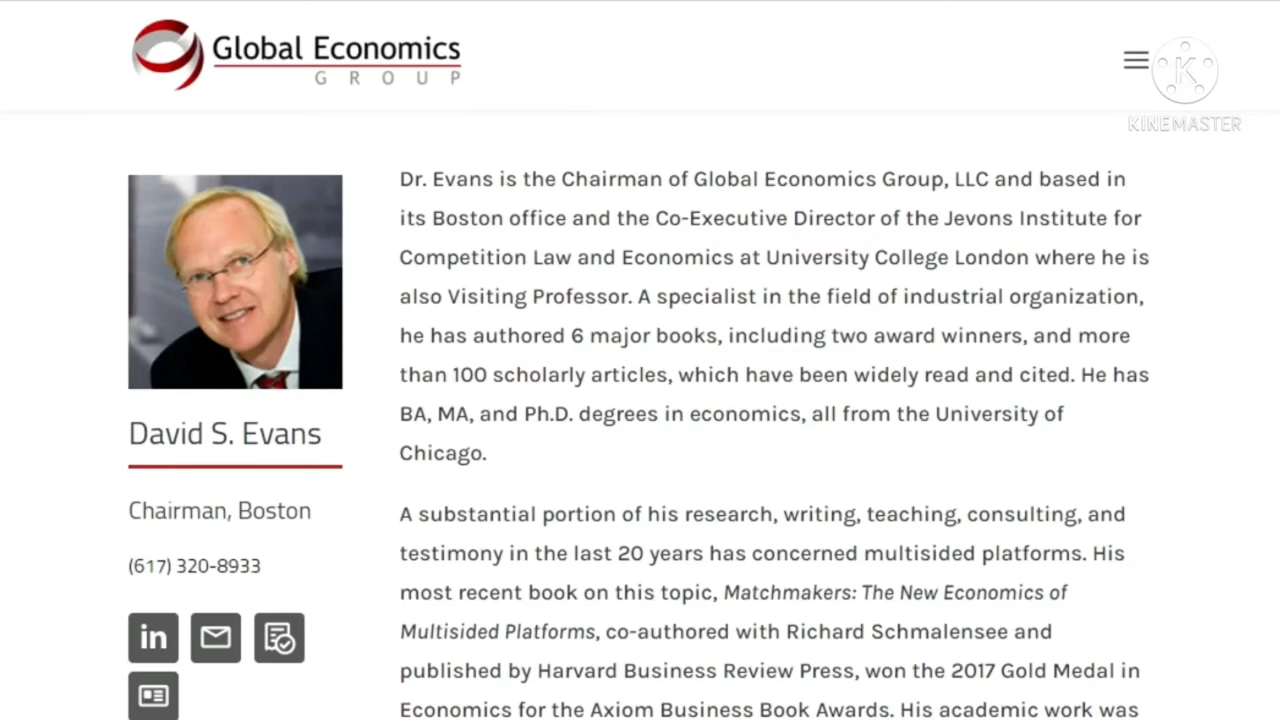 Global Economics
GROUP
KINEMASTER
David S. Evans
Chairman, Boston
(617) 320-8933
in
Dr. Evans is the Chairman of Global Economics Group, LLC and based in
its Boston office and the Co-Executive Director of the Jevons Institute for
Competition Law and Economics at University College London where he is
also Visiting Professor. A specialist in the field of industrial organization,
he has authored 6 major books, including two award winners, and more
than 100 scholarly articles, which have been widely read and cited. He has
BA, MA, and Ph.D. degrees in economics, all from the University of
Chicago.
A substantial portion of his research, writing, teaching, consulting, and
testimony in the last 20 years has concerned multisided platforms. His
most recent book on this topic, Matchmakers: The New Economics of
Multisided Platforms, co-authored with Richard Schmalensee and
published by Harvard Business Review Press, won the 2017 Gold Medal in
Economics for the Axiom Business Book Awards. His academic work was